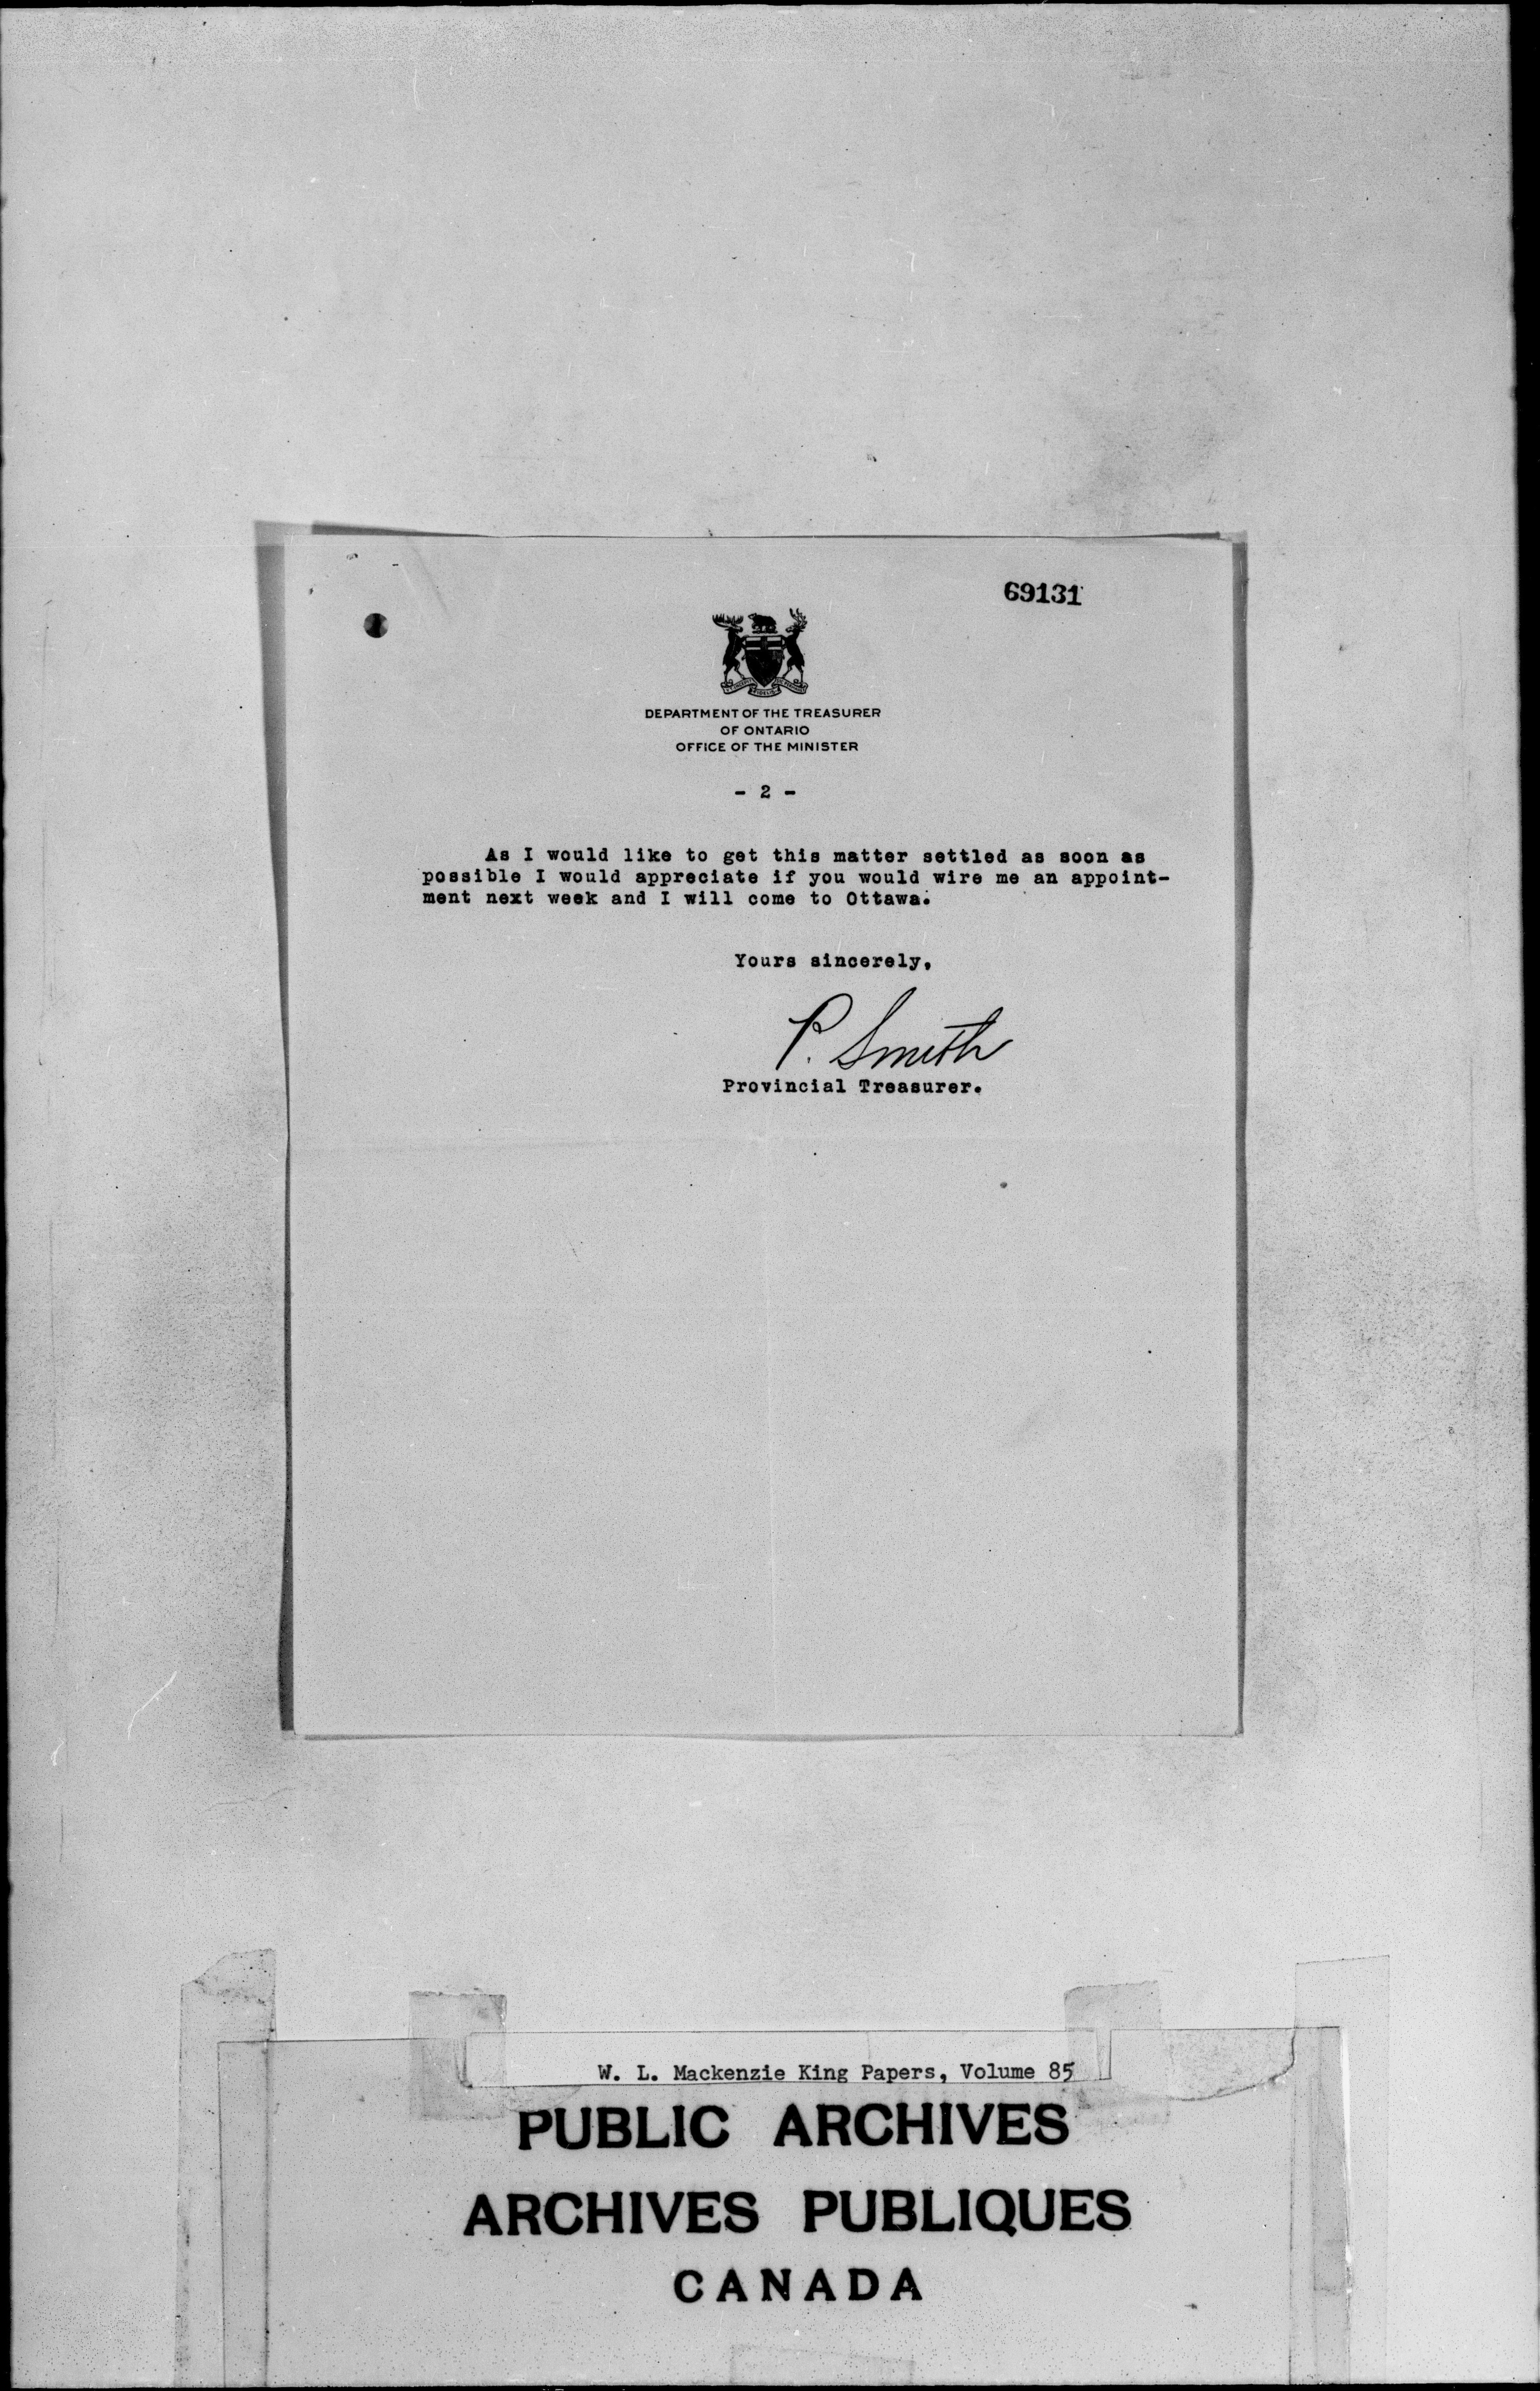 69131
DEPARTMENT OF THE TREASURER
OF ONTARIO
OFFICE OF THE MINISTER
- 2 -
As I would like to get this matter settled as soon as
possible I would appreciate if you would wire me an appoint-
ment next week and I will come to Ottawa.
Yours sincerely,
P. Smith
Provincial Treasurer.
W. L. Mackenzie King Papers, Volume 85
PUBLIC ARCHIVES
ARCHIVES PUBLIQUES
CANADA